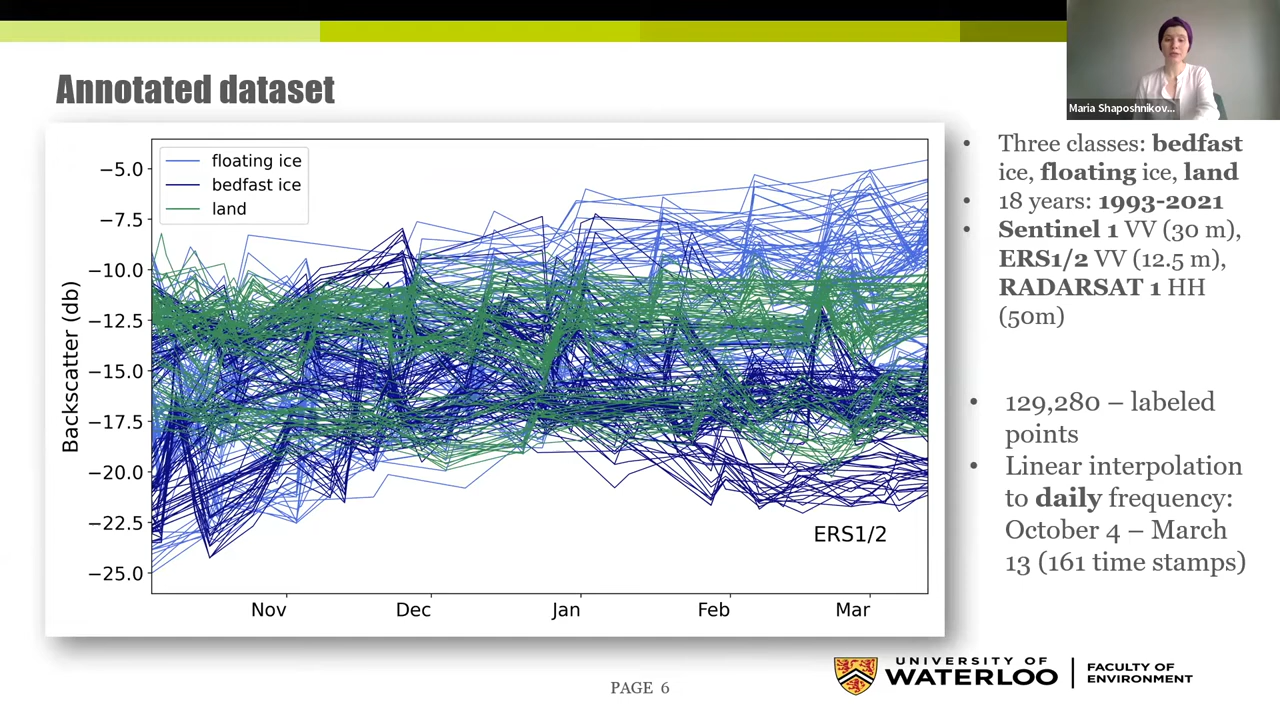 Maria Shaposhnikov...
Annotated dataset
floating ice
bedfast ice
land
−5.0
−7.5
−10.0
−12.5
−15.0
−17.5
−20.0
−22.5
−25.0
Backscatter (db)
ERS1/2
Nov Dec Jan Feb Mar
• Three classes: bedfast
ice, floating ice, land
• 18 years: 1993-2021
• Sentinel 1 VV (30 m),
ERS1/2 VV (12.5 m),
RADARSAT 1 HH
(50m)
• 129,280 – labeled
points
• Linear interpolation
to daily frequency:
October 4 – March
13 (161 time stamps)
PAGE 6
UNIVERSITY OF
WATERLOO
FACULTY OF
ENVIRONMENT